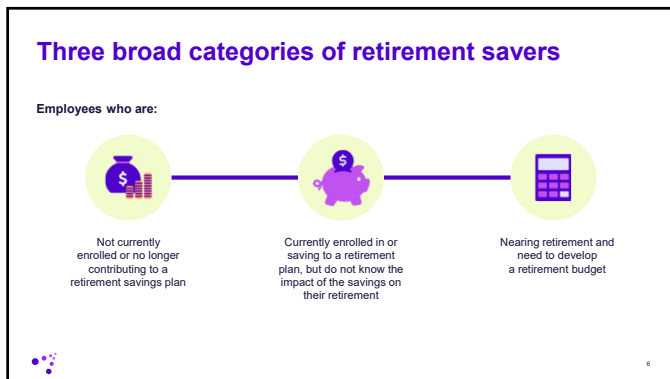 Three broad categories of retirement savers
Employees who are:
$
$
Not currently
enrolled or no longer
contributing to a
retirement savings plan
Currently enrolled in or
saving to a retirement
plan, but do not know the
impact of the savings on
their retirement
Nearing retirement and
need to develop
a retirement budget
6